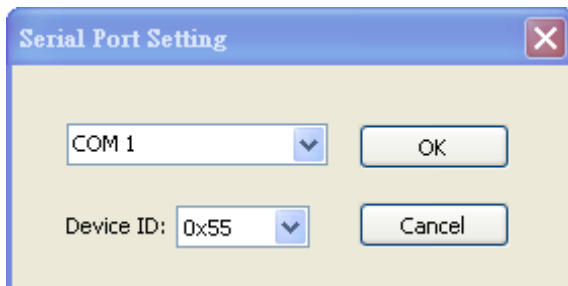 Serial Port Setting
COM 1
OK
Device ID: 0x55
Cancel